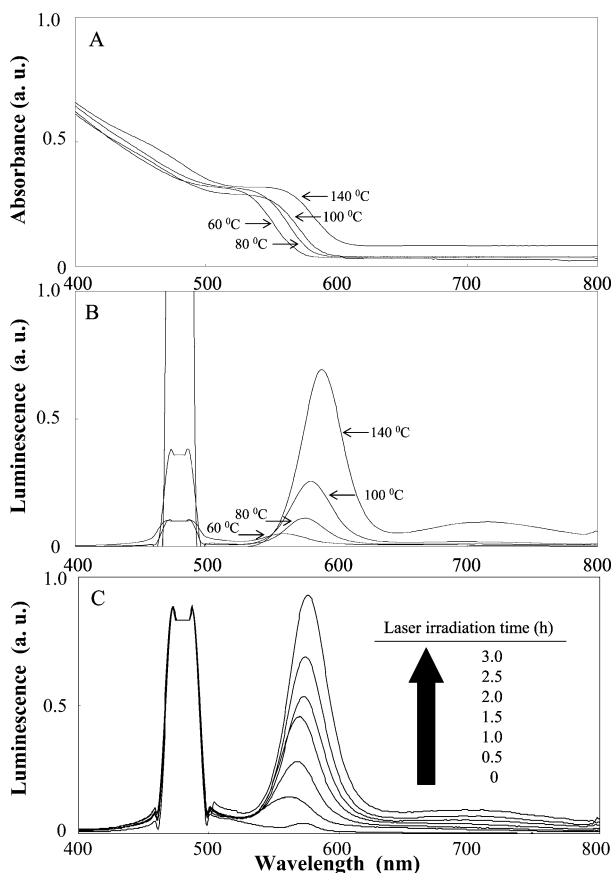 A
1.0
0.5
0
Absorbance (a. u.)
140 ⁰C
100 ⁰C
60 ⁰C
80 ⁰C
400 500 600 700 800
B
1.0
0.5
0
Luminescence (a. u.)
140 ⁰C
100 ⁰C
80 ⁰C
60 ⁰C
400 500 600 700 800
C
1.0
0.5
0
Luminescence (a. u.)
Laser irradiation time (h)
3.0
2.5
2.0
1.5
1.0
0.5
0
400 500 600 700 800
Wavelength (nm)